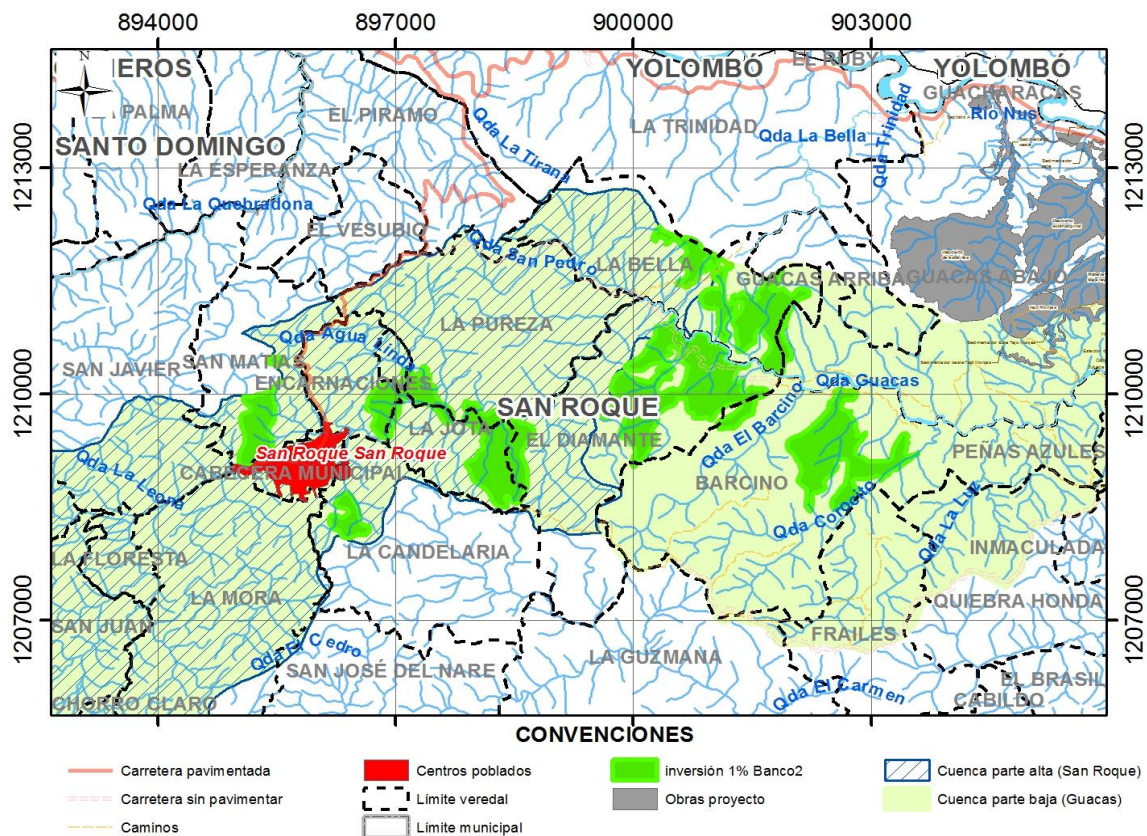 894000 897000 900000 903000
N
EROS
YOLOMBÓ
EL RUBY
YOLOMBÓ
PALMA
EL PIRAMO
GUACHARACAS
Río Nus
LA TRINIDAD
Qda La Bella
Qda Trinidad
Qda La Tirana
SANTO DOMINGO
LA ESPERANZA
1213000
1213000
Qda La Quebradona
EL VESUBIO
Qda San Pedro
LA BELLA
GUACAS ARRIBA
GUACAS ABAJO
LA PUREZA
Qda Agua Linda
SAN JAVIER
SAN MATIAS
ENCARNACIONES
Qda Guacas
1210000
1210000
SAN ROQUE
LA JOTA
EL DIAMANTE
Qda El Barcino
San Roque San Roque
CABECERA MUNICIPAL
PEÑAS AZULES
Qda La Leona
BARCINO
Qda Corocito
Qda La Luz
LA CANDELARIA
INMACULADA
LA FLORESTA
LA MORA
QUIEBRA HONDA
1207000
1207000
SAN JUAN
FRAILES
Qda El Cedro
LA GUZMANA
SAN JOSÉ DEL NARE
EL BRASIL
Qda El Carmen
CABILDO
CHORRO CLARO
CONVENCIONES
Carretera pavimentada
Centros poblados
inversión 1% Banco2
Cuenca parte alta (San Roque)
Carretera sin pavimentar
Límite veredal
Obras proyecto
Cuenca parte baja (Guacas)
Caminos
Límite municipal